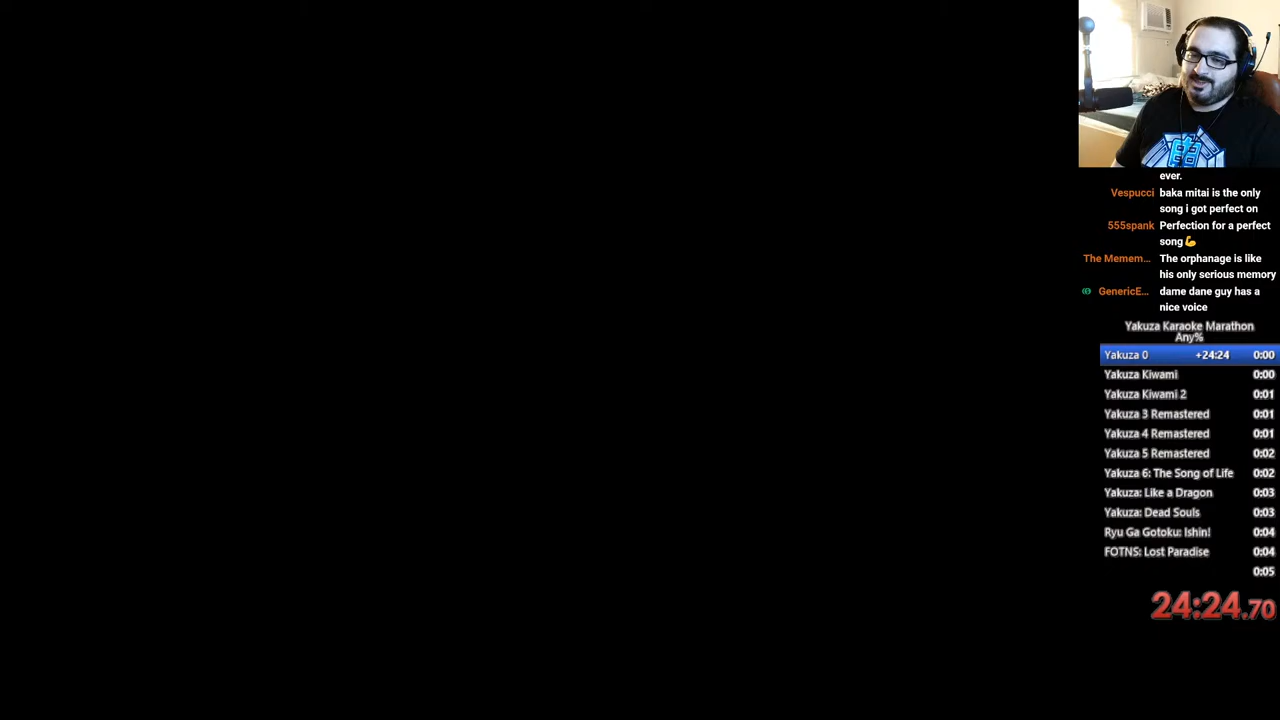 ever.
Vespucci baka mitai is the only
song i got perfect on
555spank Perfection for a perfect
song💪
The Memem... The orphanage is like
his only serious memory
GenericE... dame dane guy has a
nice voice
Yakuza Karaoke Marathon
Any%
Yakuza 0 +24:24 0:00
Yakuza Kiwami 0:00
Yakuza Kiwami 2 0:01
Yakuza 3 Remastered 0:01
Yakuza 4 Remastered 0:01
Yakuza 5 Remastered 0:02
Yakuza 6: The Song of Life 0:02
Yakuza: Like a Dragon 0:03
Yakuza: Dead Souls 0:03
Ryu Ga Gotoku: Ishin! 0:04
FOTNS: Lost Paradise 0:04
0:05
24:24.70